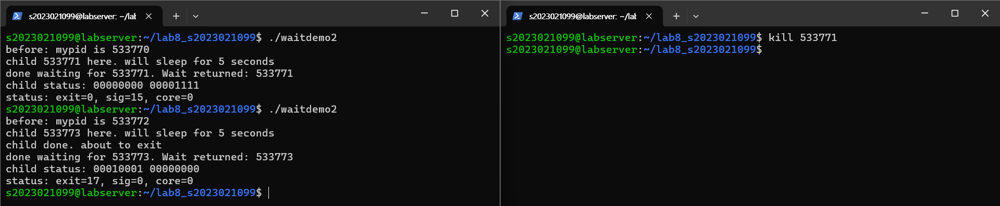 s2023021099@labserver: ~/lab
s2023021099@labserver:~/lab8_s2023021099$ ./waitdemo2
before: mypid is 533770
child 533771 here. will sleep for 5 seconds
done waiting for 533771. Wait returned: 533771
child status: 00000000 00001111
status: exit=0, sig=15, core=0
s2023021099@labserver:~/lab8_s2023021099$ ./waitdemo2
before: mypid is 533772
child 533773 here. will sleep for 5 seconds
child done. about to exit
done waiting for 533773. Wait returned: 533773
child status: 00010001 00000000
status: exit=17, sig=0, core=0
s2023021099@labserver:~/lab8_s2023021099$
s2023021099@labserver: ~/lab
s2023021099@labserver:~/lab8_s2023021099$ kill 533771
s2023021099@labserver:~/lab8_s2023021099$